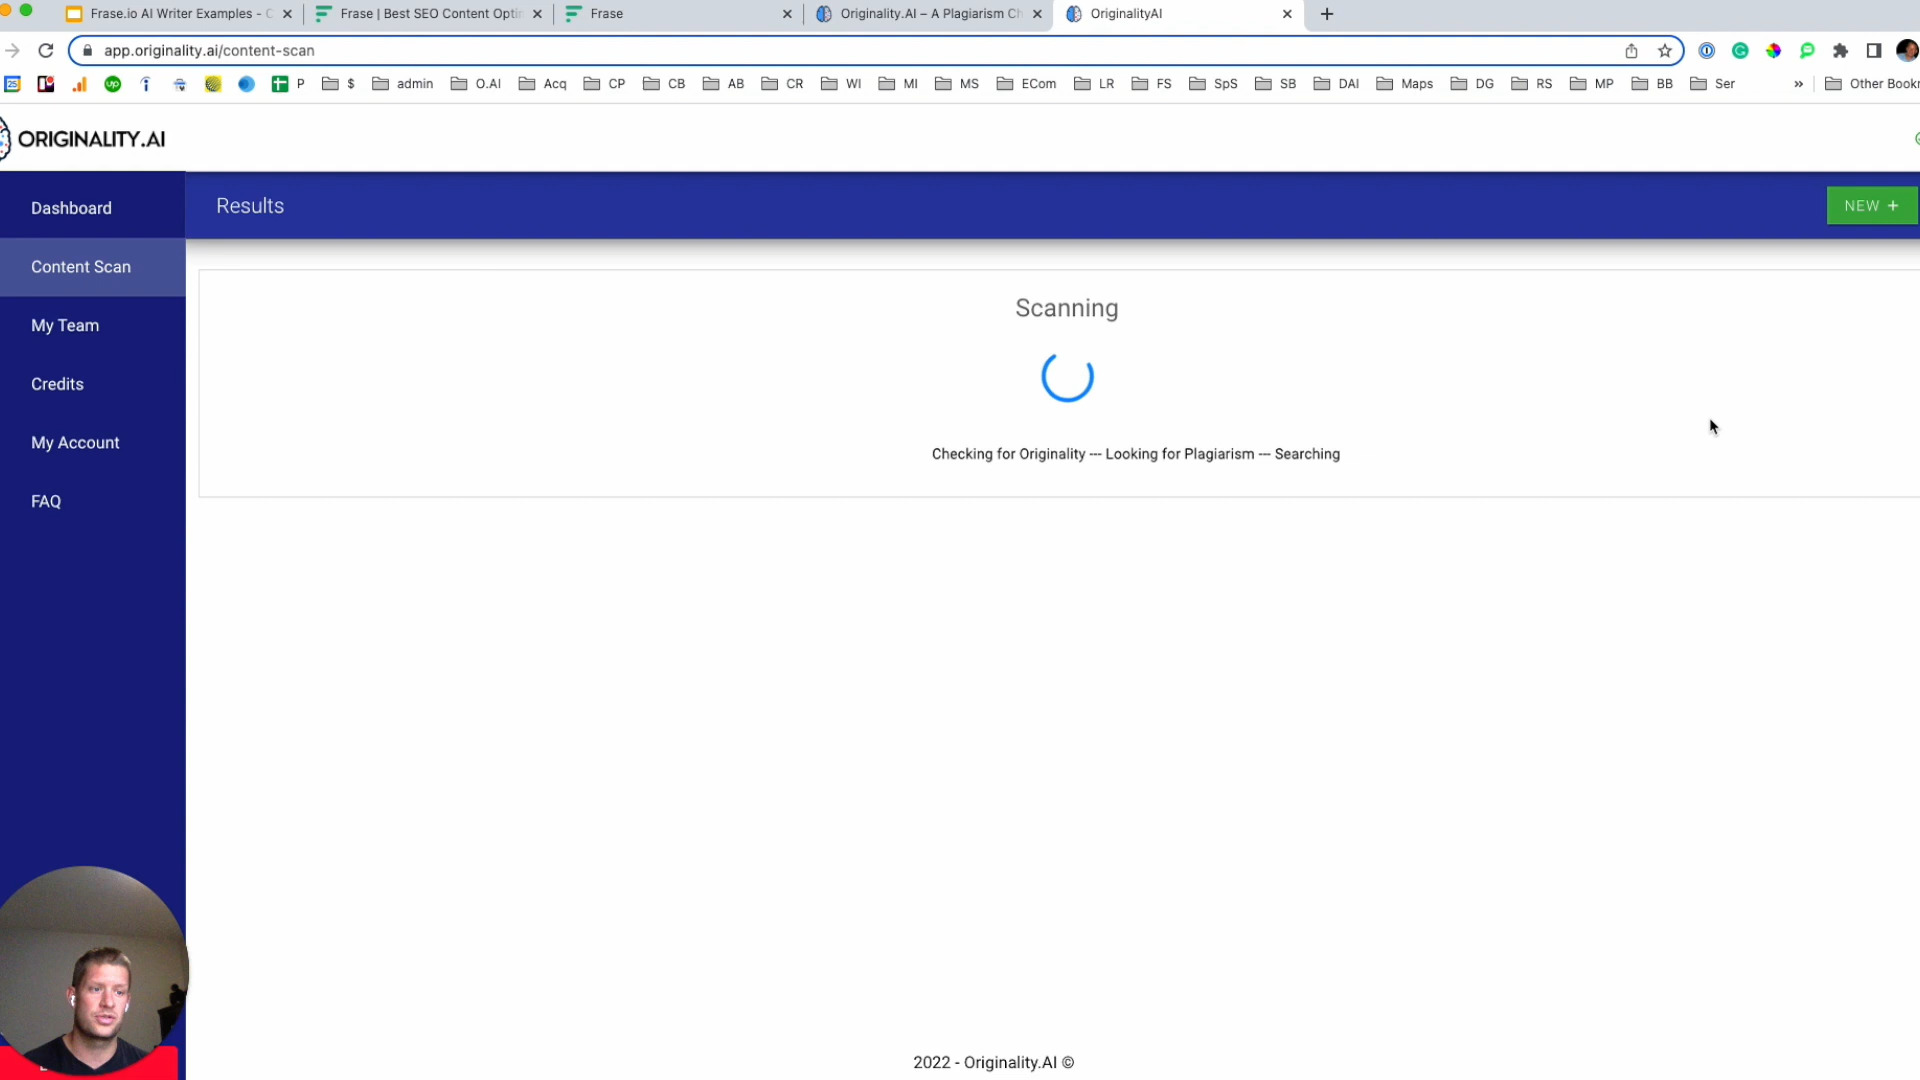 Frase.io AI Writer Examples - C
Frase | Best SEO Content Optin
Frase
Originality.AI – A Plagiarism Ch
OriginalityAI
app.originality.ai/content-scan
P
$
admin
O.AI
Acq
CP
CB
AB
CR
WI
MI
MS
ECom
LR
FS
SpS
SB
DAI
Maps
DG
RS
MP
BB
Ser
»
Other Bookr
ORIGINALITY.AI
Dashboard
Content Scan
My Team
Credits
My Account
FAQ
Results
NEW +
Scanning
Checking for Originality --- Looking for Plagiarism --- Searching
2022 - Originality.AI ©